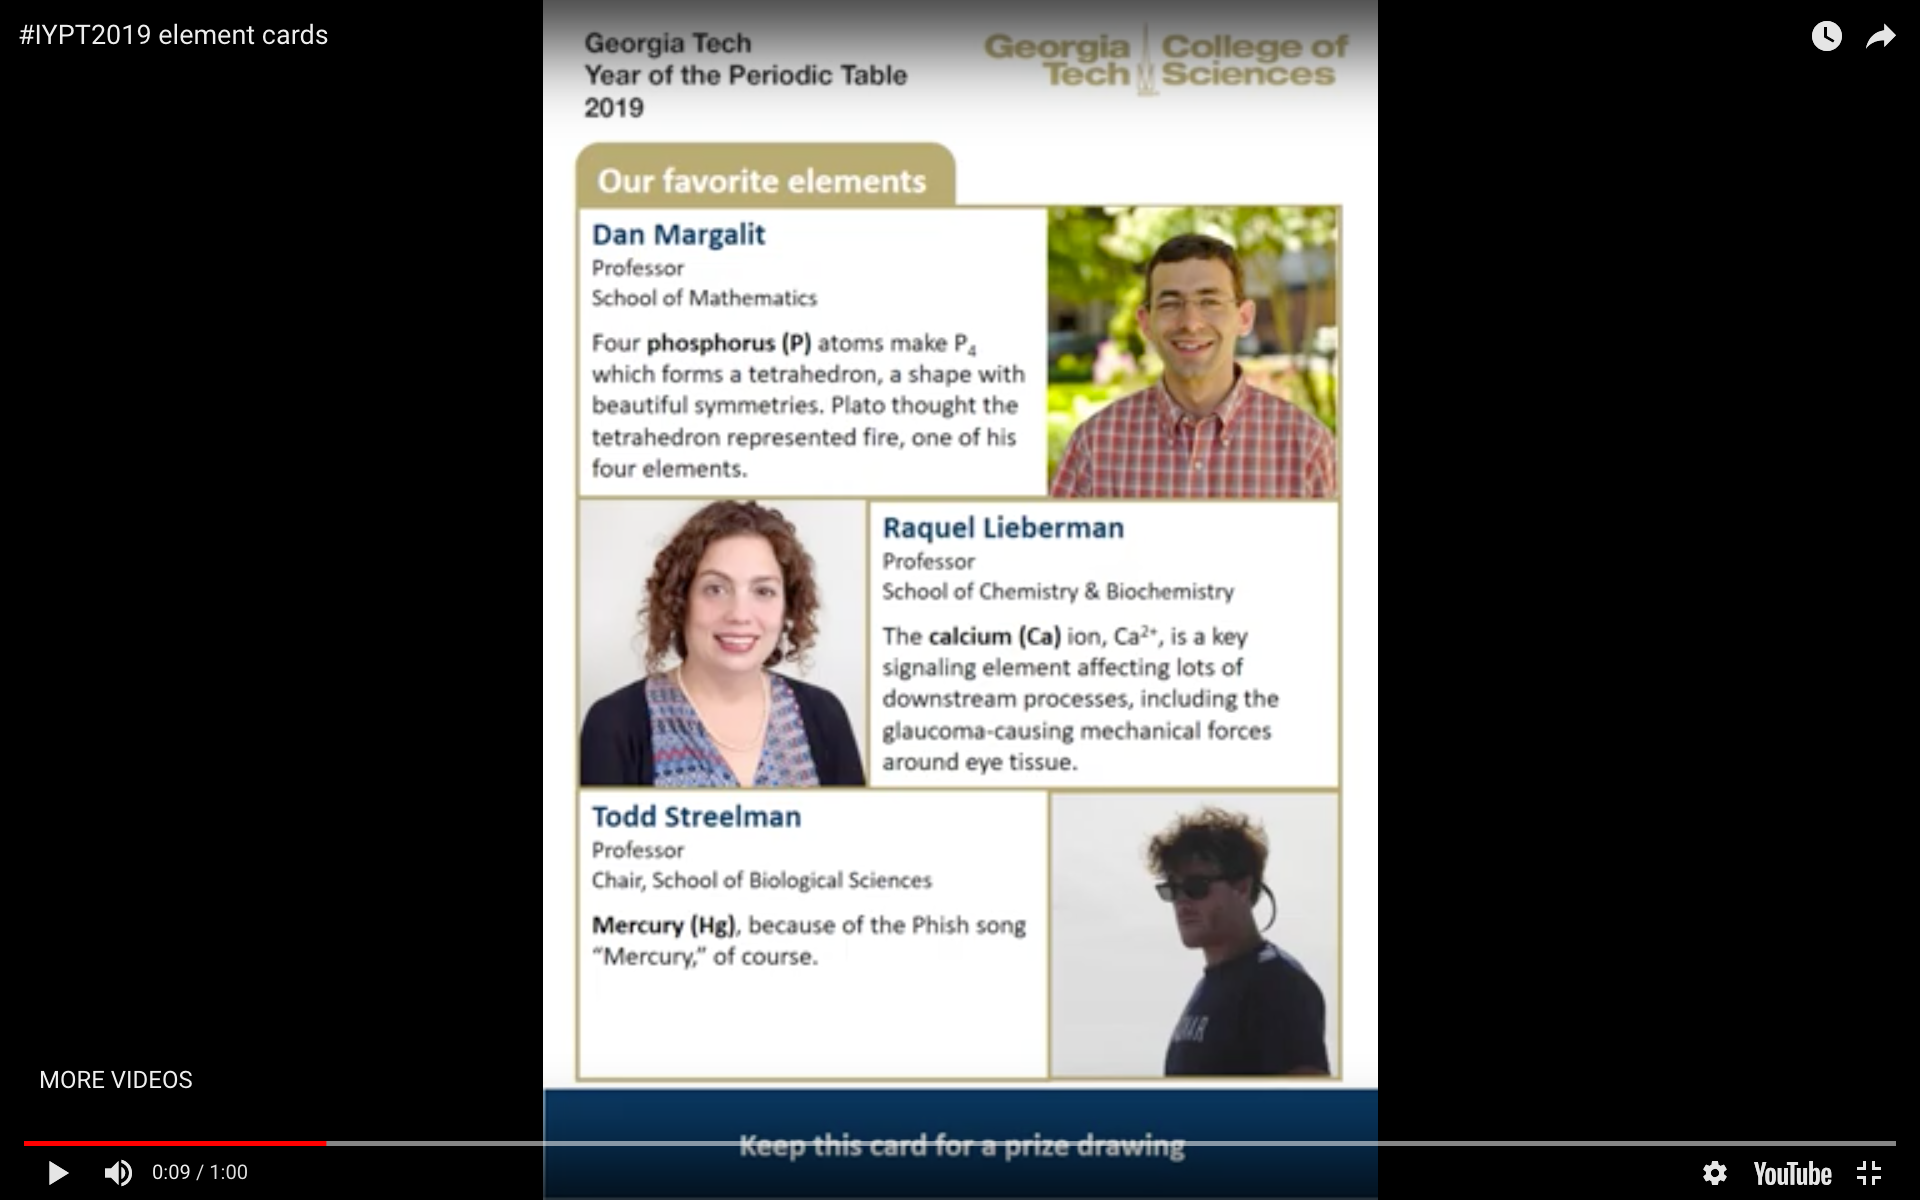 #IYPT2019 element cards
Georgia Tech
Year of the Periodic Table
2019
Georgia Tech College of Sciences
Our favorite elements
Dan Margalit
Professor
School of Mathematics
Four phosphorus (P) atoms make P₄
which forms a tetrahedron, a shape with
beautiful symmetries. Plato thought the
tetrahedron represented fire, one of his
four elements.
Raquel Lieberman
Professor
School of Chemistry & Biochemistry
The calcium (Ca) ion, Ca²⁺, is a key
signaling element affecting lots of
downstream processes, including the
glaucoma-causing mechanical forces
around eye tissue.
Todd Streelman
Professor
Chair, School of Biological Sciences
Mercury (Hg), because of the Phish song
“Mercury,” of course.
MORE VIDEOS
Keep this card for a prize drawing
0:09 / 1:00
YouTube